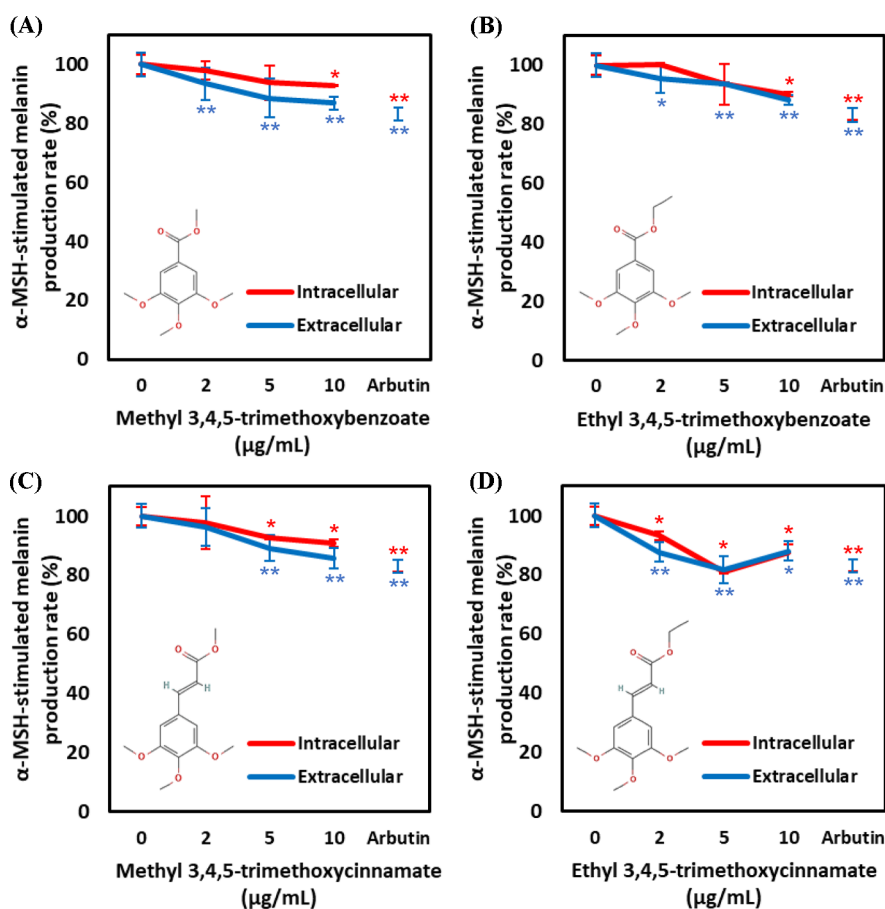 (A)
α-MSH-stimulated melanin
production rate (%)
100
80
60
40
20
0
*
**
**
**
**
**
O
O
O
O
O
Intracellular
Extracellular
0 2 5 10 Arbutin
Methyl 3,4,5-trimethoxybenzoate
(μg/mL)
(B)
α-MSH-stimulated melanin
production rate (%)
100
80
60
40
20
0
*
**
*
**
**
**
O
O
O
O
O
Intracellular
Extracellular
0 2 5 10 Arbutin
Ethyl 3,4,5-trimethoxybenzoate
(μg/mL)
(C)
α-MSH-stimulated melanin
production rate (%)
100
80
60
40
20
0
*
*
**
**
**
**
O
O
H
H
O
O
O
Intracellular
Extracellular
0 2 5 10 Arbutin
Methyl 3,4,5-trimethoxycinnamate
(μg/mL)
(D)
α-MSH-stimulated melanin
production rate (%)
100
80
60
40
20
0
*
*
*
**
**
**
*
**
O
O
H
H
O
O
O
Intracellular
Extracellular
0 2 5 10 Arbutin
Ethyl 3,4,5-trimethoxycinnamate
(μg/mL)